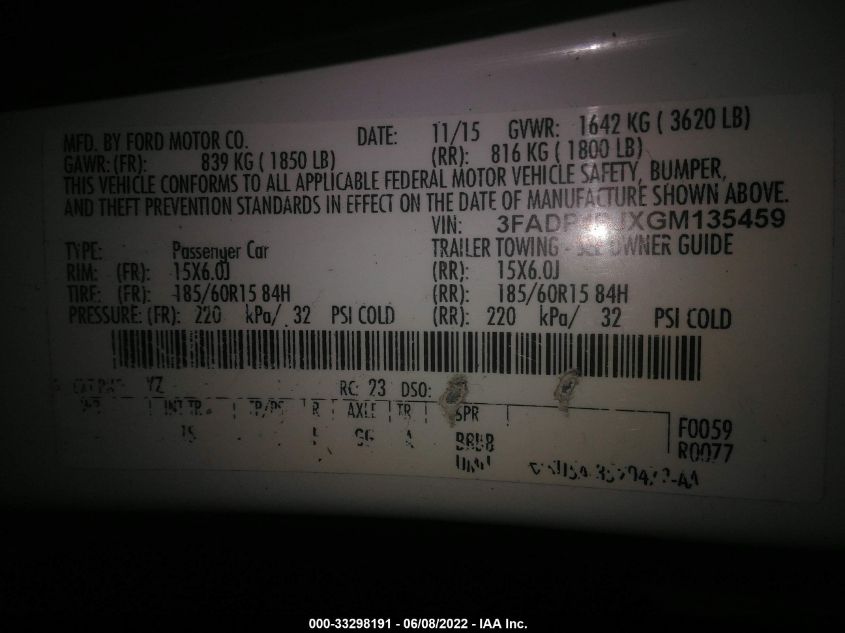 MFD. BY FORD MOTOR CO. DATE: 11/15 GVWR: 1642 KG ( 3620 LB)
GAWR: (FR): 839 KG ( 1850 LB) (RR): 816 KG ( 1800 LB)
THIS VEHICLE CONFORMS TO ALL APPLICABLE FEDERAL MOTOR VEHICLE SAFETY, BUMPER,
AND THEFT PREVENTION STANDARDS IN EFFECT ON THE DATE OF MANUFACTURE SHOWN ABOVE.
VIN:
TYPE: Passenger Car TRAILER TOWING - SEE OWNER GUIDE
RIM: (FR): 15X6.0J (RR): 15X6.0J
TIRE: (FR): 185/60R15 84H (RR): 185/60R15 84H
PRESSURE: (FR): 220 kPa/ 32 PSI COLD (RR): 220 kPa/ 32 PSI COLD
YZ RC: 23 DSO:
R AXLE TR SPR
F0059
R0077
000-33298191 - 06/08/2022 - IAA Inc.